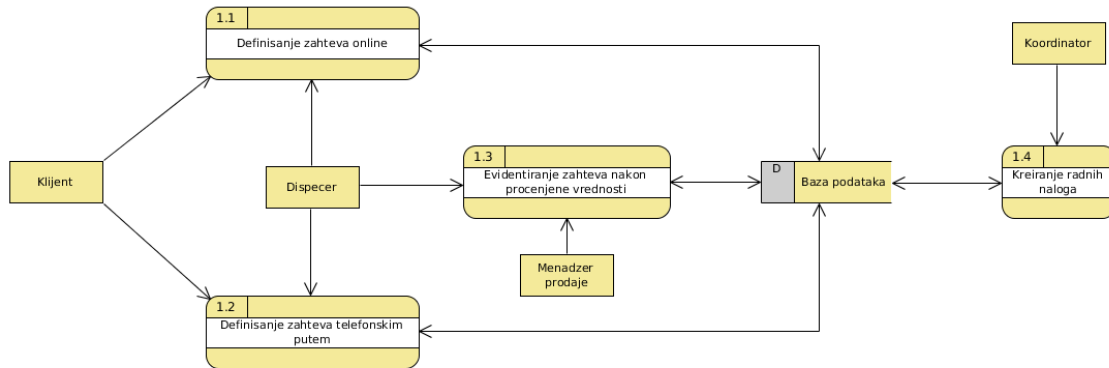 1.1
Definisanje zahteva online
Koordinator
Klijent
Dispecer
1.3
Evidentiranje zahteva nakon
procenjene vrednosti
D
Baza podataka
1.4
Kreiranje radnih
naloga
Menadzer
prodaje
1.2
Definisanje zahteva telefonskim
putem